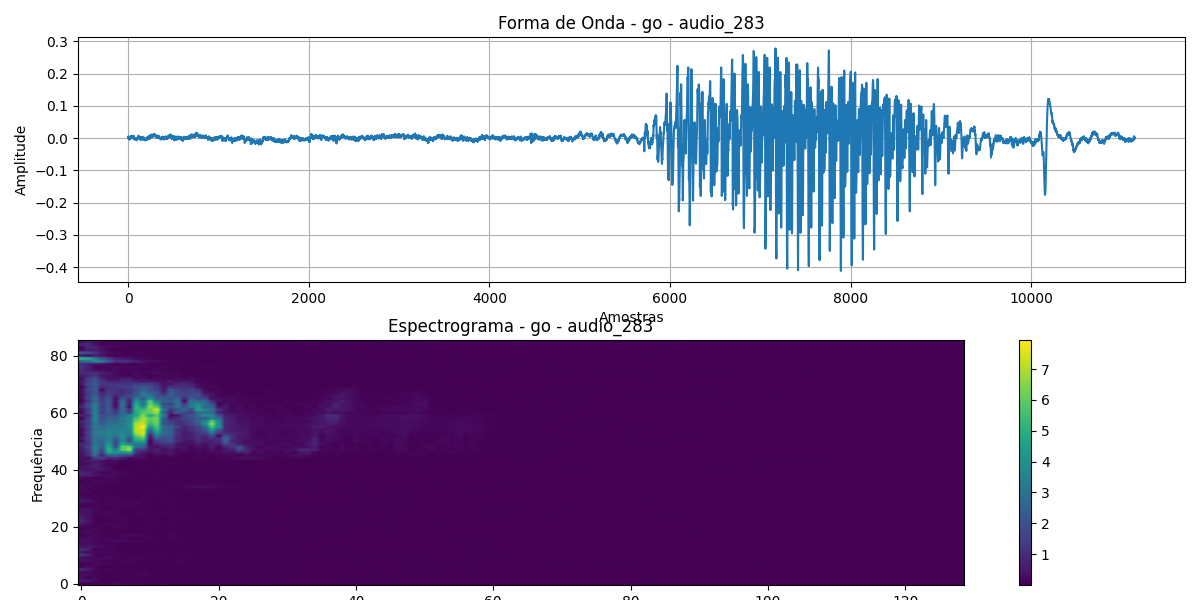 Forma de Onda - go - audio_283
0.3
0.2
0.1
0.0
−0.1
−0.2
−0.3
−0.4
Amplitude
0 2000 4000 6000 8000 10000
Amostras
Espectrograma - go - audio_283
80
60
40
20
0
Frequência
7
6
5
4
3
2
1
0 20 40 60 80 100 120